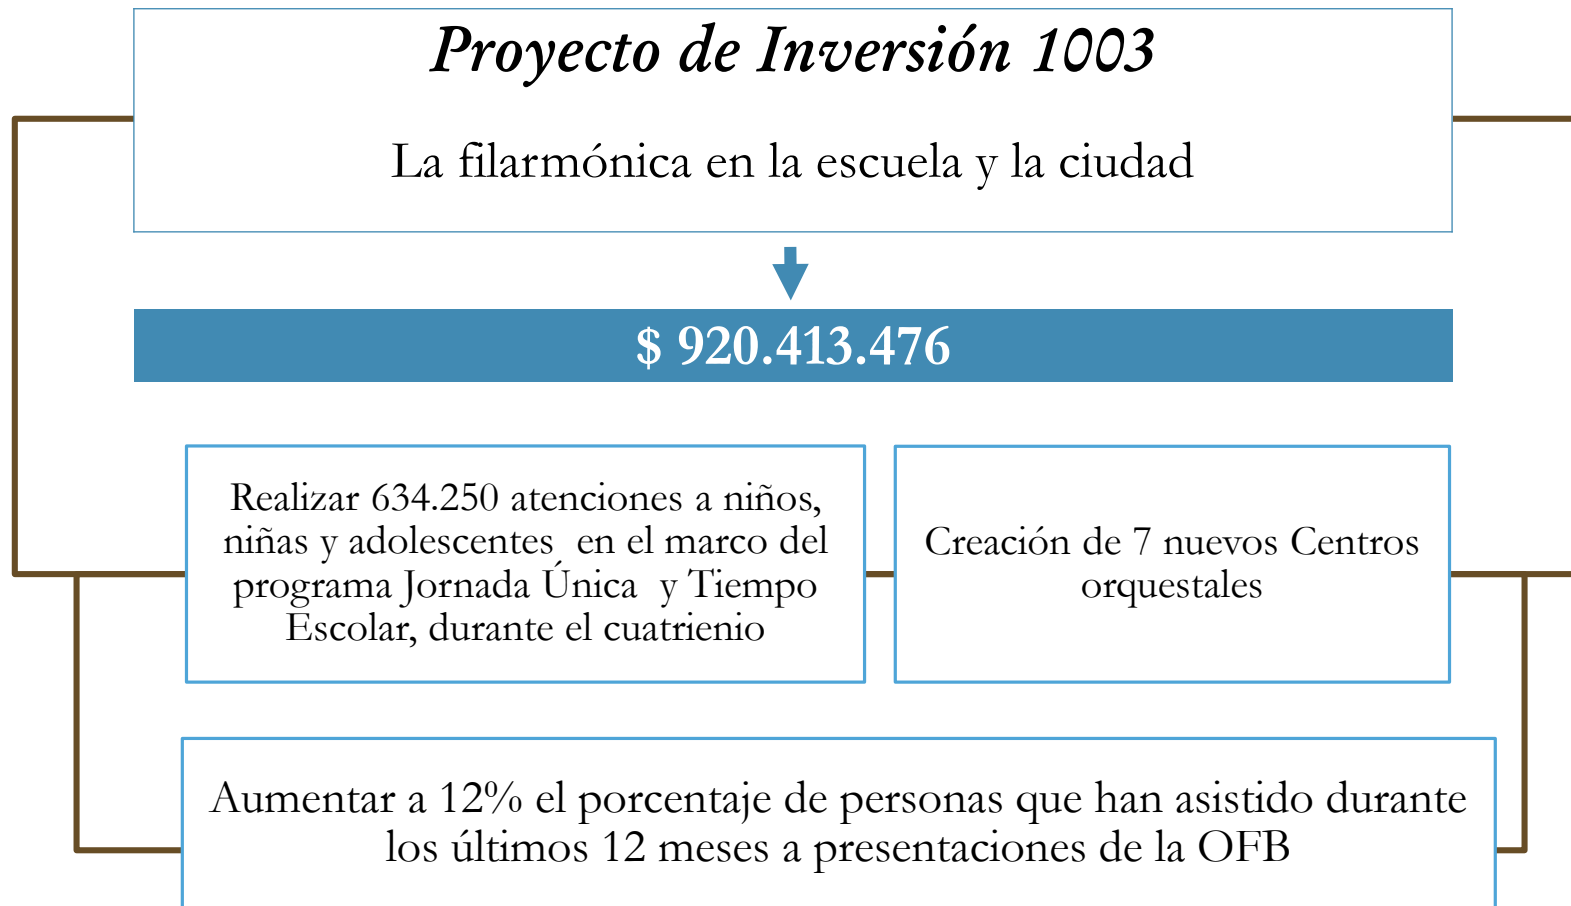 Proyecto de Inversión 1003
La filarmónica en la escuela y la ciudad
$ 920.413.476
Realizar 634.250 atenciones a niños,
niñas y adolescentes en el marco del
programa Jornada Única y Tiempo
Escolar, durante el cuatrienio
Creación de 7 nuevos Centros
orquestales
Aumentar a 12% el porcentaje de personas que han asistido durante
los últimos 12 meses a presentaciones de la OFB